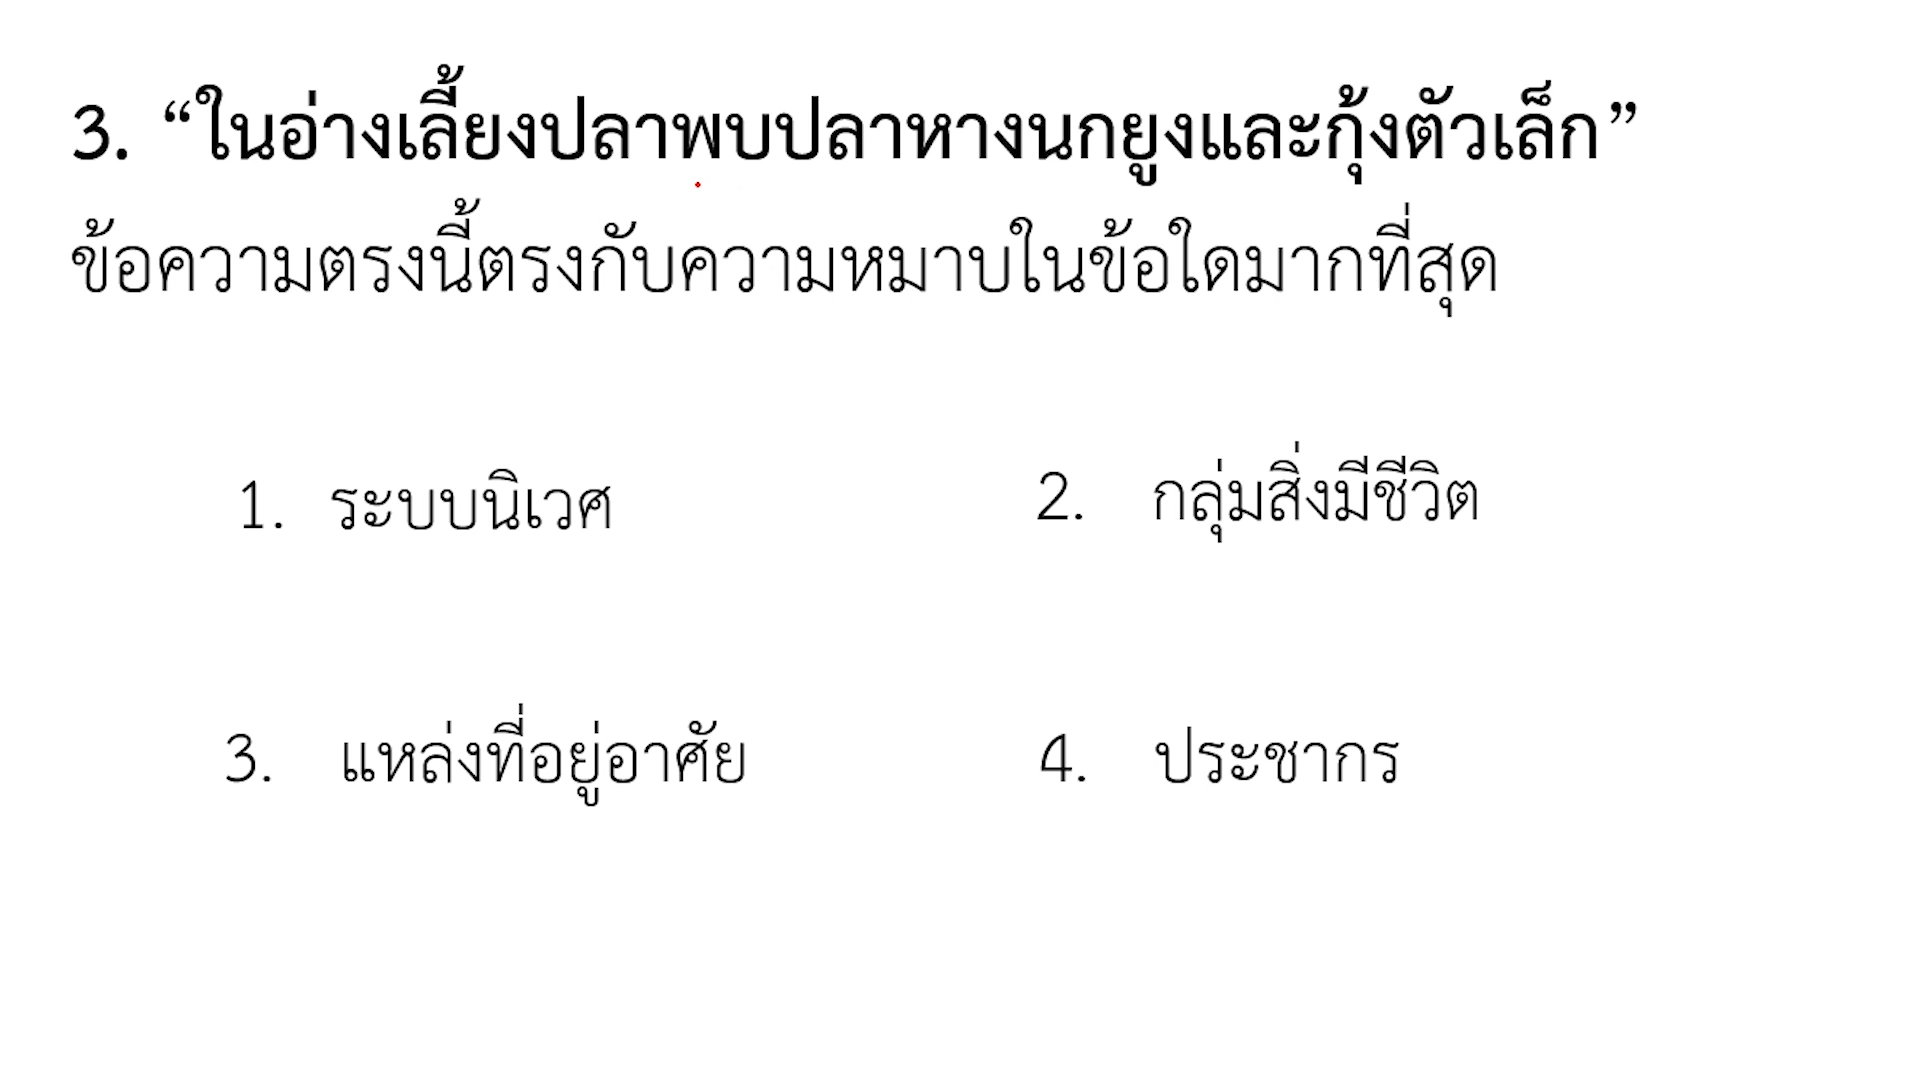 3. “ในอ่างเลี้ยงปลาพบปลาหางนกยูงและกุ้งตัวเล็ก”
ข้อความตรงนี้ตรงกับความหมาบในข้อใดมากที่สุด
1. ระบบนิเวศ
2. กลุ่มสิ่งมีชีวิต
3. แหล่งที่อยู่อาศัย
4. ประชากร